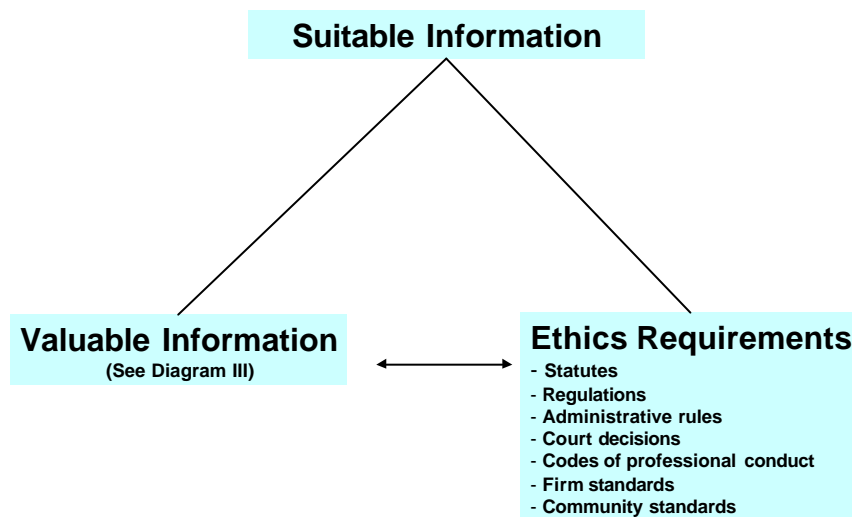 Suitable Information
Valuable Information
(See Diagram III)
Ethics Requirements
- Statutes
- Regulations
- Administrative rules
- Court decisions
- Codes of professional conduct
- Firm standards
- Community standards